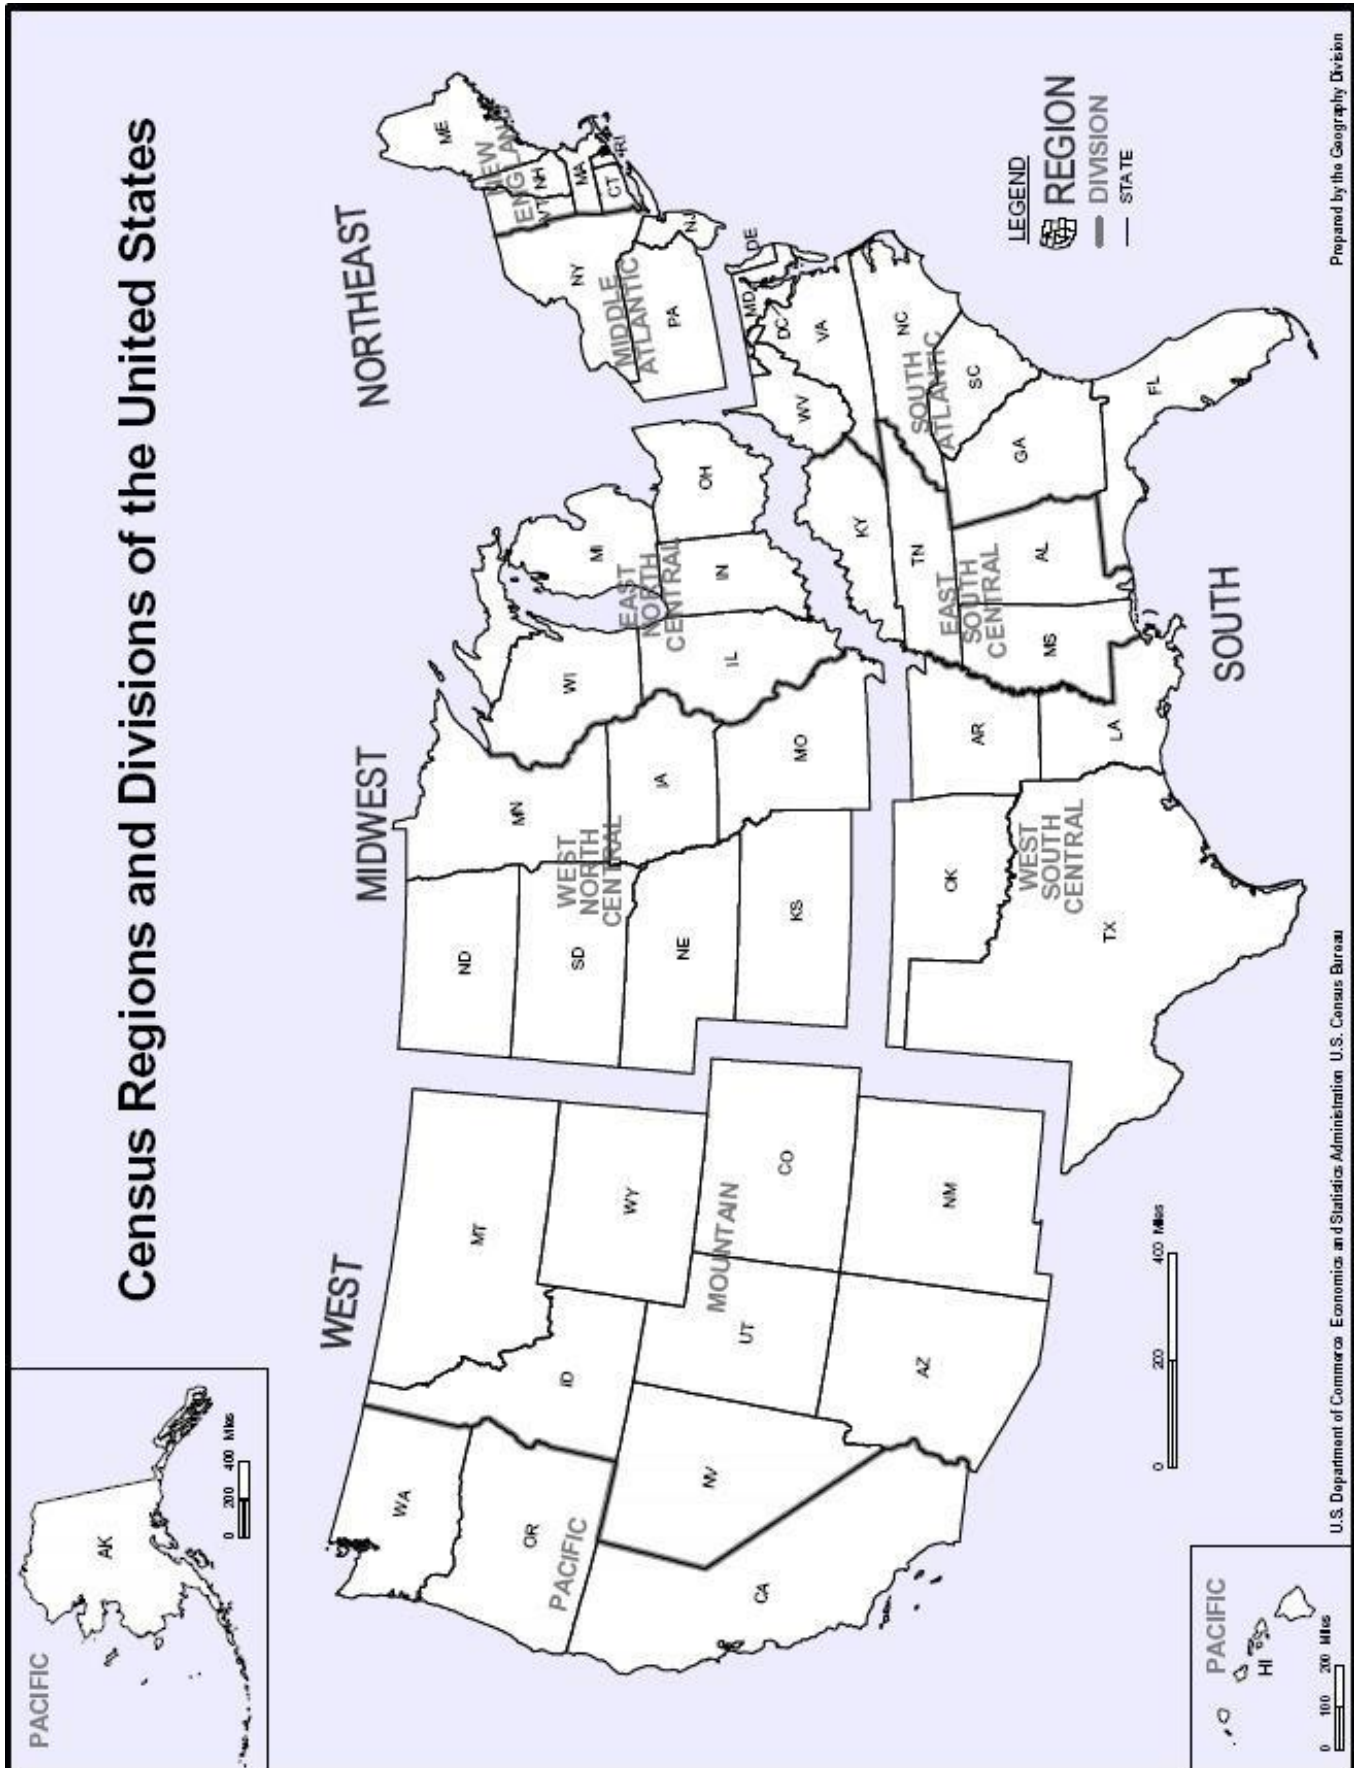 Census Regions and Divisions of the United States
PACIFIC
AK
0 200 400 Miles
WEST
MIDWEST
NORTHEAST
WA
MT
ND
MN
ME
OR
ID
WY
SD
WI
MI
NY
VT
NH
NEW
ENGLAND
MA
CT
RI
PACIFIC
NV
UT
MOUNTAIN
CO
NE
WEST
NORTH
CENTRAL
IA
IL
EAST
NORTH
CENTRAL
IN
OH
MIDDLE
ATLANTIC
PA
NJ
CA
AZ
NM
KS
MO
KY
WV
VA
MD
DC
DE
OK
AR
TN
NC
SOUTH
ATLANTIC
SC
TX
WEST
SOUTH
CENTRAL
LA
MS
EAST
SOUTH
CENTRAL
AL
GA
FL
SOUTH
LEGEND
REGION
DIVISION
STATE
0 200 400 Miles
PACIFIC
HI
0 100 200 Miles
U.S. Department of Commerce Economics and Statistics Administration U.S. Census Bureau
Prepared by the Geography Division